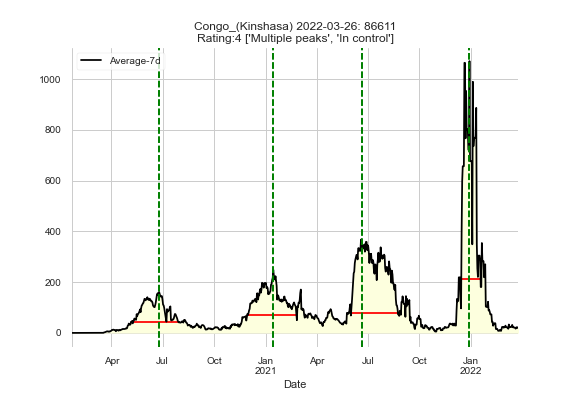 Congo_(Kinshasa) 2022-03-26: 86611
Rating:4 ['Multiple peaks', 'In control']
Average-7d
1000
800
600
400
200
0
Apr Jul Oct Jan Apr Jul Oct Jan
2021 2022
Date